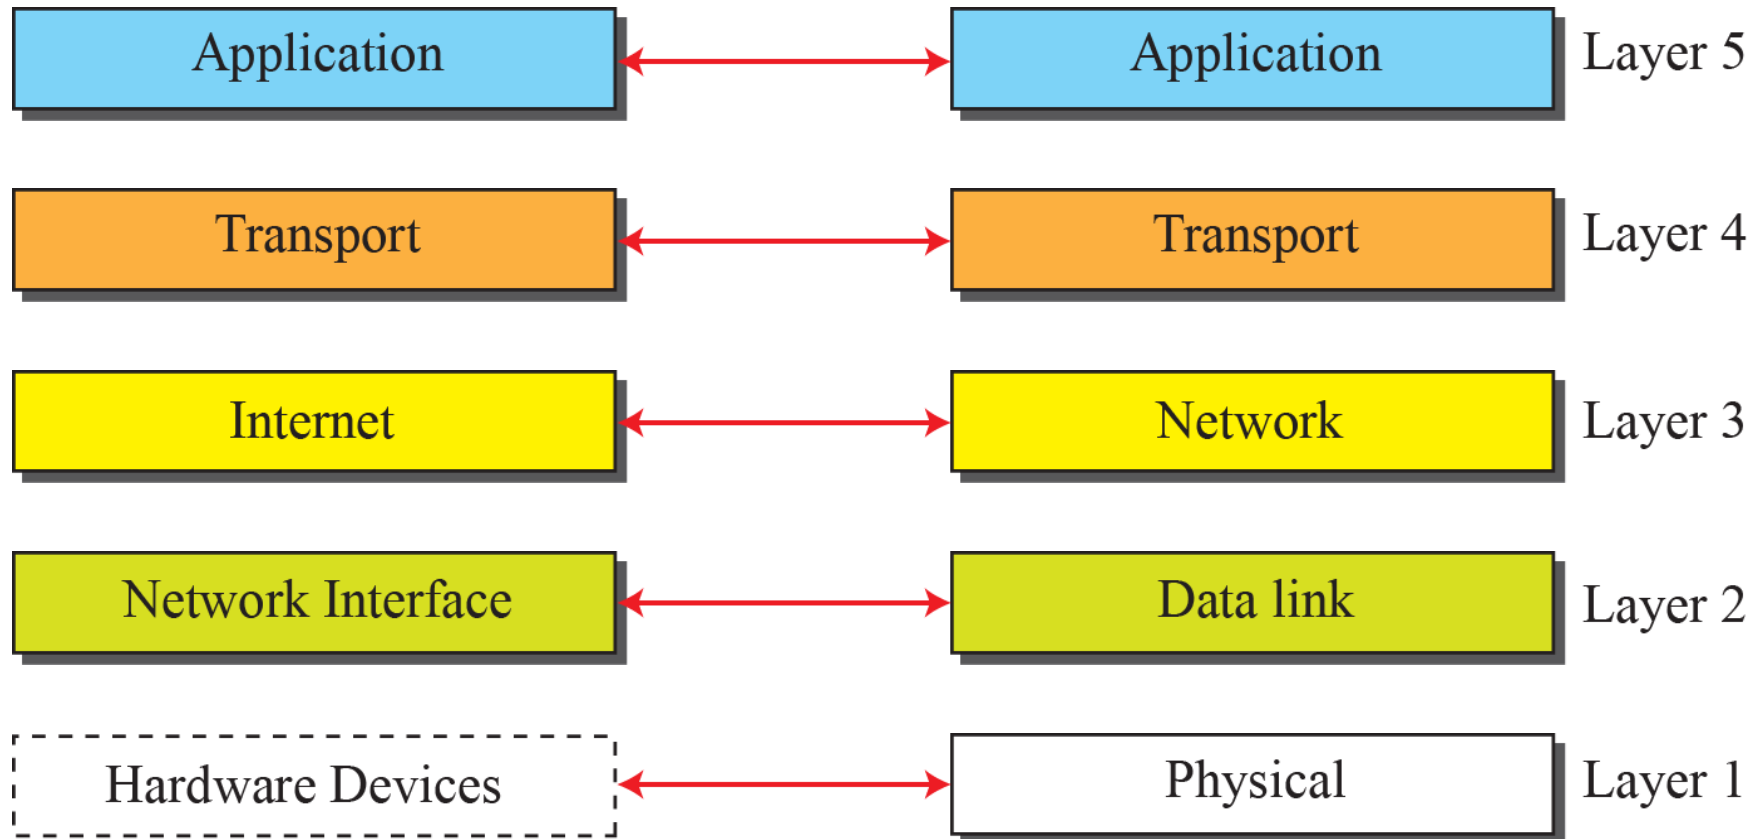 Application Application Layer 5
Transport Transport Layer 4
Internet Network Layer 3
Network Interface Data link Layer 2
Hardware Devices Physical Layer 1